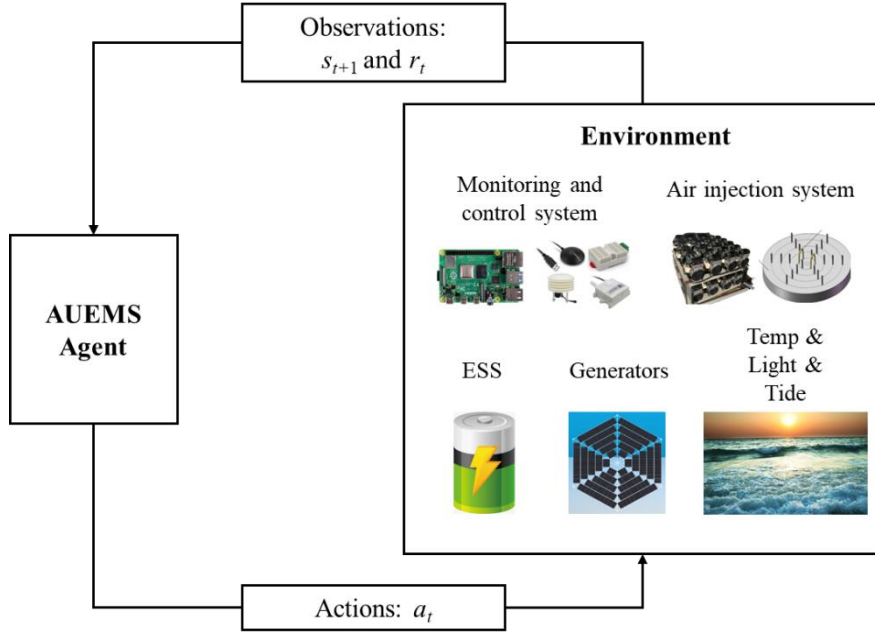 Observations:
sₜ₊₁ and rₜ
Environment
Monitoring and
control system
Air injection system
AUEMS
Agent
ESS
Generators
Temp &
Light &
Tide
Actions: aₜ